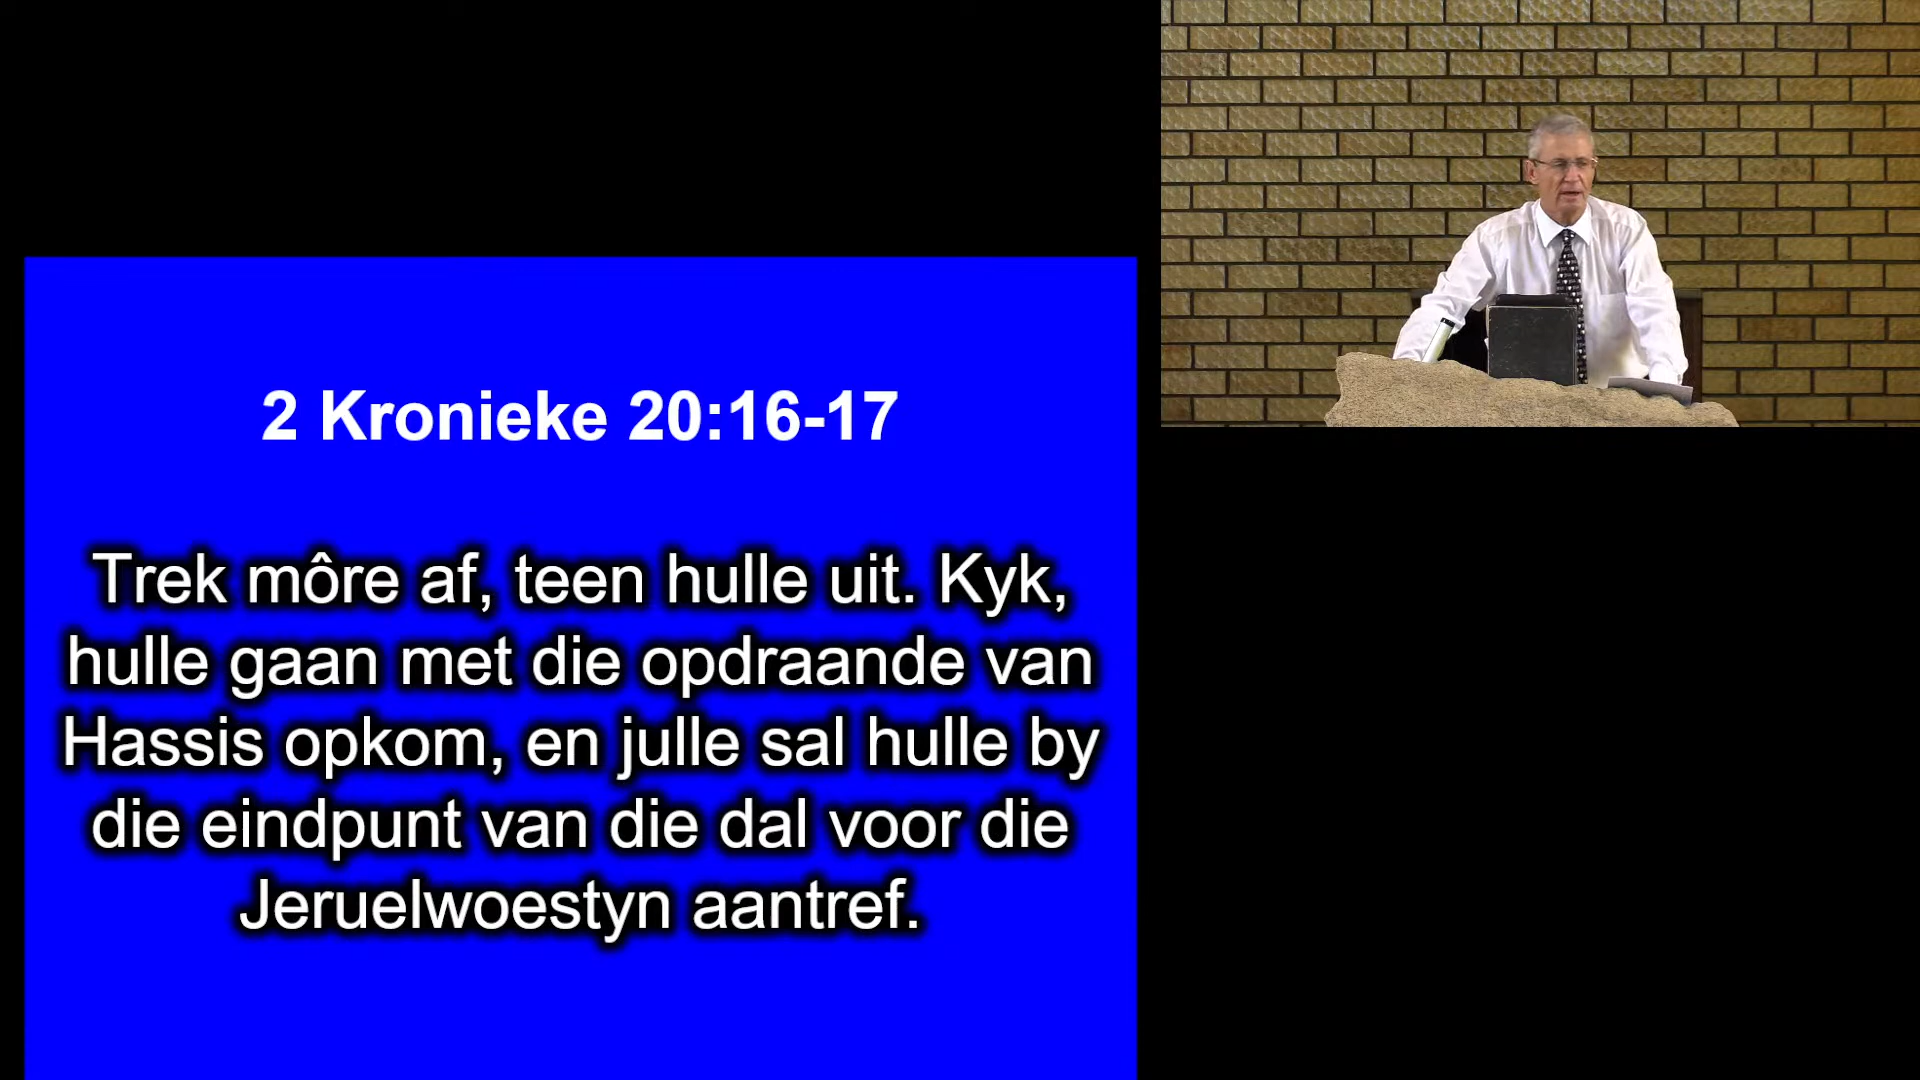 2 Kronieke 20:16-17
Trek môre af, teen hulle uit. Kyk,
hulle gaan met die opdraande van
Hassis opkom, en julle sal hulle by
die eindpunt van die dal voor die
Jeruelwoestyn aantref.